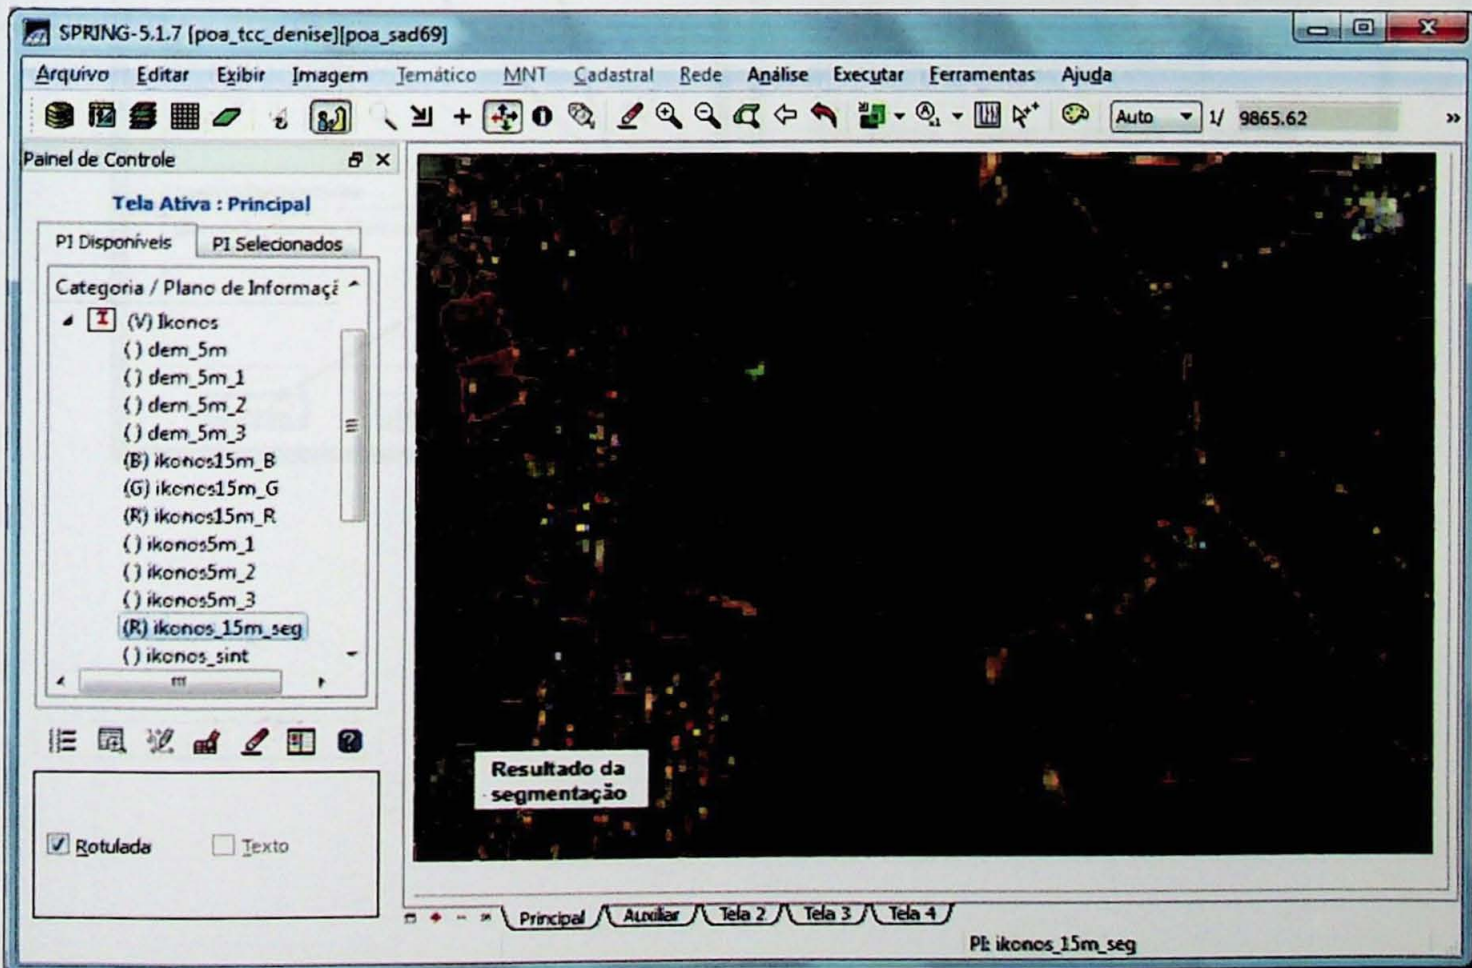 SPRING-5.1.7 [poa_tcc_denise][poa_sad69]
Arquivo Editar Exibir Imagem Temático MNT Cadastral Rede Análise Executar Ferramentas Ajuda
Auto 1/ 9865.62 »
Painel de Controle
Tela Ativa : Principal
PI Disponíveis PI Selecionados
Categoria / Plano de Informaçã
(V) Ikonos
( ) dem_5m
( ) dem_5m_1
( ) dem_5m_2
( ) dem_5m_3
(B) ikonos15m_B
(G) ikonos15m_G
(R) ikonos15m_R
( ) ikonos5m_1
( ) ikonos5m_2
( ) ikonos5m_3
(R) ikonos_15m_seg
( ) ikonos_sint
Rotulada Texto
Resultado da
segmentação
Principal Auxiliar Tela 2 Tela 3 Tela 4
PI: ikonos_15m_seg